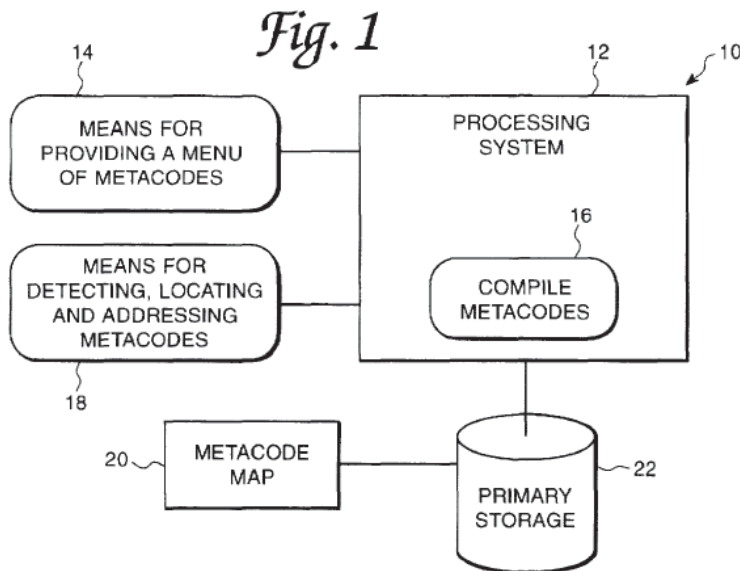 Fig. 1
14
12
10
MEANS FOR
PROVIDING A MENU
OF METACODES
PROCESSING
SYSTEM
16
COMPILE
METACODES
MEANS FOR
DETECTING, LOCATING
AND ADDRESSING
METACODES
18
20
METACODE
MAP
PRIMARY
STORAGE
22